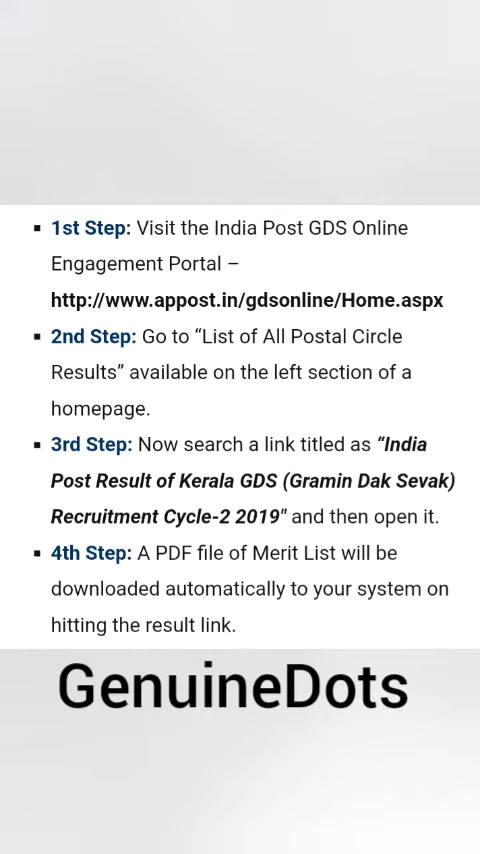 ▪ 1st Step: Visit the India Post GDS Online
Engagement Portal –
http://www.appost.in/gdsonline/Home.aspx
▪ 2nd Step: Go to “List of All Postal Circle
Results” available on the left section of a
homepage.
▪ 3rd Step: Now search a link titled as “India
Post Result of Kerala GDS (Gramin Dak Sevak)
Recruitment Cycle-2 2019" and then open it.
▪ 4th Step: A PDF file of Merit List will be
downloaded automatically to your system on
hitting the result link.
GenuineDots